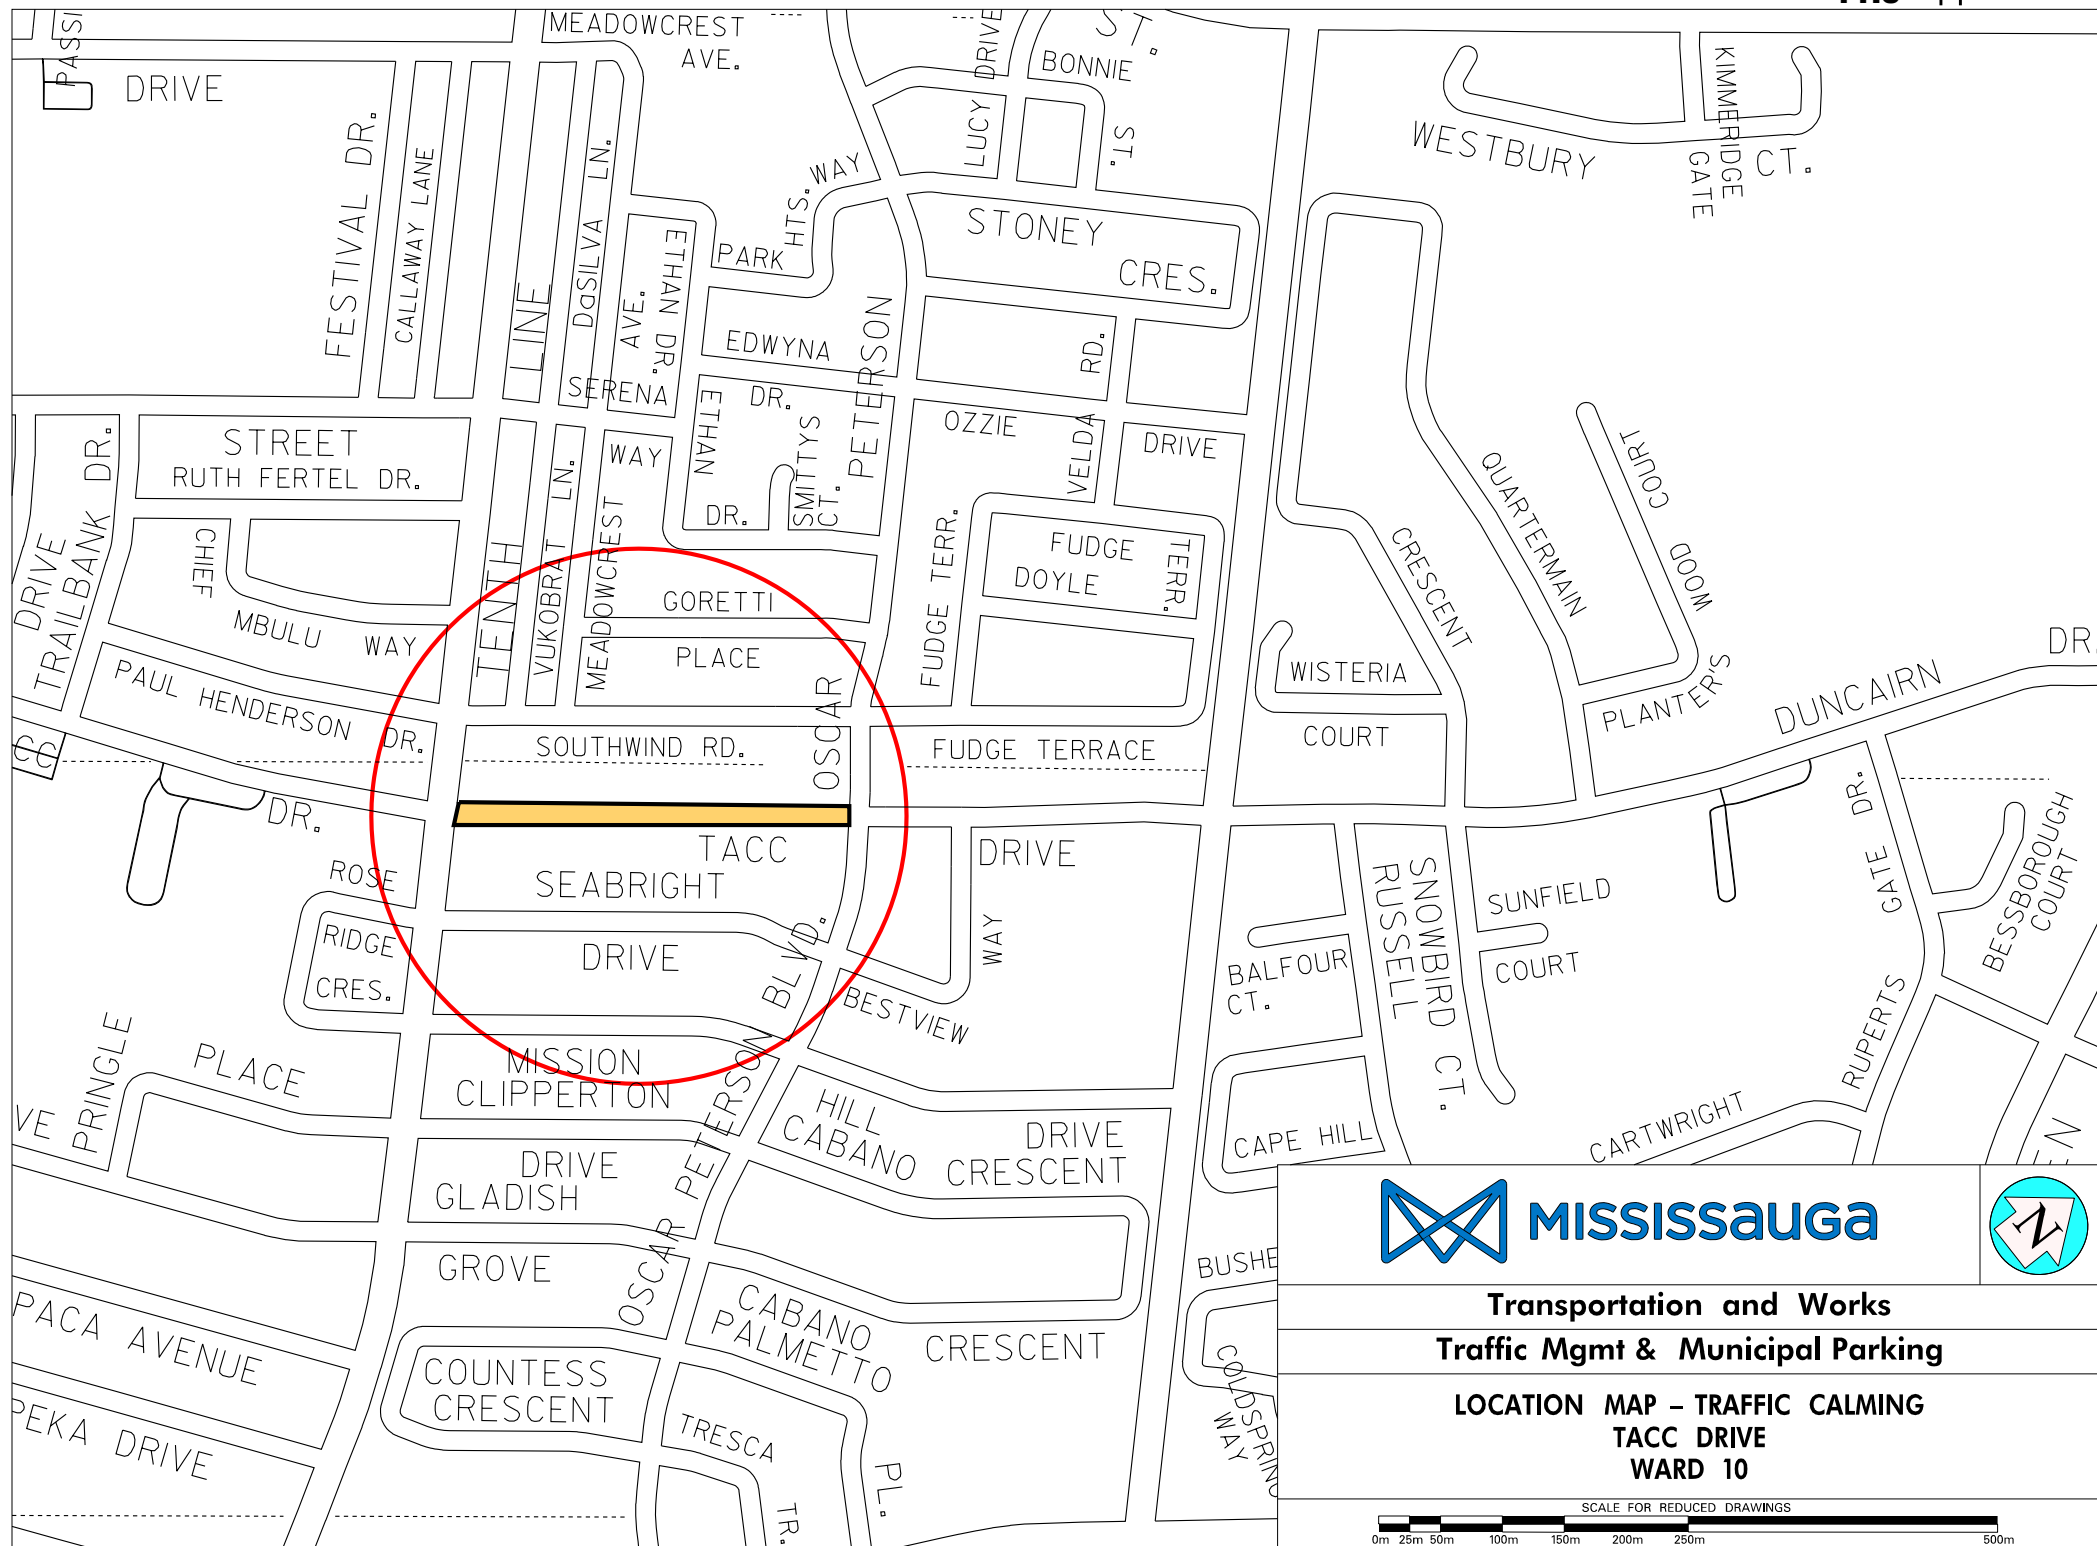 MEADOWCREST
AVE.
DRIVE
BONNIE
ST.
DRIVE
LUCY
ST.
KIMMERIDGE
GATE
WESTBURY
CT.
FESTIVAL DR.
CALLAWAY LANE
LINE
DaSILVA LN.
AVE.
ETHAN DR.
PARK
HTS.
WAY
STONEY
CRES.
EDWYNA
DR.
SERENA
WAY
PETERSON
RD.
VELDA
OZZIE
DRIVE
STREET
RUTH FERTEL DR.
TRAILBANK DR.
DRIVE
CHIEF
MBULU WAY
PAUL HENDERSON DR.
TENTH
VUKOBRAT LN.
MEADOWCREST
ETHAN
DR.
SMITTYS
CT.
GORETTI
PLACE
FUDGE TERR.
FUDGE
DOYLE
TERR.
QUARTERMAIN
CRESCENT
COURT
WOOD
PLANTER'S
WISTERIA
COURT
DUNCAIRN
DR.
CC
DR.
SOUTHWIND RD.
OSCAR
FUDGE TERRACE
TACC
DRIVE
SEABRIGHT
DRIVE
ROSE
RIDGE
CRES.
BLVD.
BESTVIEW
WAY
BALFOUR
CT.
RUSSELL
SNOWBIRD CT.
SUNFIELD
COURT
GATE DR.
RUPERTS
BESSBOROUGH
COURT
PRINGLE
PLACE
VE
MISSION
CLIPPERTON
OSCAR PETERSON
HILL
CABANO
DRIVE
CRESCENT
DRIVE
GLADISH
GROVE
CAPE HILL
CARTWRIGHT
EN
BUSHE
COLDSPRING
WAY
PACA AVENUE
PEKA DRIVE
CABANO
PALMETTO
CRESCENT
COUNTESS
CRESCENT
TRESCA
TR.
PL.
MISSISSauGa
N
Transportation and Works
Traffic Mgmt & Municipal Parking
LOCATION MAP – TRAFFIC CALMING
TACC DRIVE
WARD 10
SCALE FOR REDUCED DRAWINGS
0m 25m 50m 100m 150m 200m 250m 500m